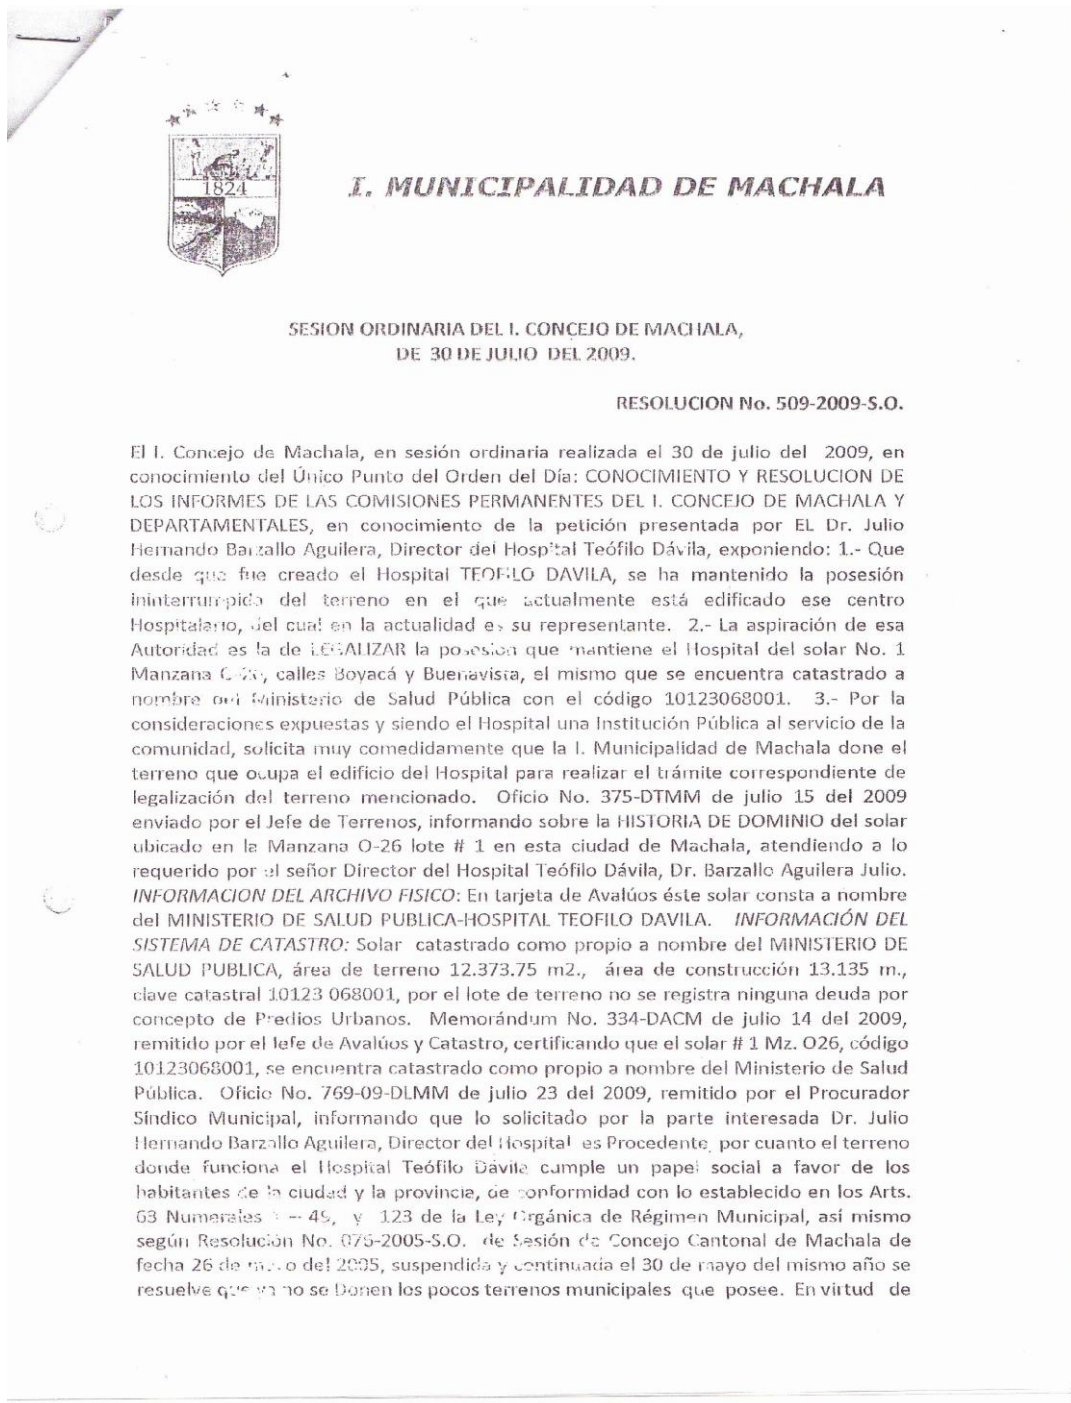 1824
I. MUNICIPALIDAD DE MACHALA
SESION ORDINARIA DEL I. CONCEJO DE MACHALA,
DE 30 DE JULIO DEL 2009.
RESOLUCION No. 509-2009-S.O.
El I. Concejo de Machala, en sesión ordinaria realizada el 30 de julio del 2009, en
conocimiento del Único Punto del Orden del Día: CONOCIMIENTO Y RESOLUCION DE
LOS INFORMES DE LAS COMISIONES PERMANENTES DEL I. CONCEJO DE MACHALA Y
DEPARTAMENTALES, en conocimiento de la petición presentada por EL Dr. Julio
Hernando Barzallo Aguilera, Director del Hospital Teófilo Dávila, exponiendo: 1.- Que
desde que fue creado el Hospital TEOFILO DAVILA, se ha mantenido la posesión
ininterrumpida del terreno en el que actualmente está edificado ese centro
Hospitalario, del cual en la actualidad es su representante. 2.- La aspiración de esa
Autoridad es la de LEGALIZAR la posesion que mantiene el Hospital del solar No. 1
Manzana calles Boyacá y Buenavista, el mismo que se encuentra catastrado a
nombre del Ministerio de Salud Pública con el código 10123068001. 3.- Por la
consideraciones expuestas y siendo el Hospital una Institución Pública al servicio de la
comunidad, solicita muy comedidamente que la I. Municipalidad de Machala done el
terreno que ocupa el edificio del Hospital para realizar el trámite correspondiente de
legalización del terreno mencionado. Oficio No. 375-DTMM de julio 15 del 2009
enviado por el Jefe de Terrenos, informando sobre la HISTORIA DE DOMINIO del solar
ubicado en la Manzana O-26 lote # 1 en esta ciudad de Machala, atendiendo a lo
requerido por el señor Director del Hospital Teófilo Dávila, Dr. Barzallo Aguilera Julio.
INFORMACION DEL ARCHIVO FISICO: En tarjeta de Avalúos éste solar consta a nombre
del MINISTERIO DE SALUD PUBLICA-HOSPITAL TEOFILO DAVILA. INFORMACIÓN DEL
SISTEMA DE CATASTRO: Solar catastrado como propio a nombre del MINISTERIO DE
SALUD PUBLICA, área de terreno 12.373.75 m2., área de construcción 13.135 m.,
clave catastral 10123 068001, por el lote de terreno no se registra ninguna deuda por
concepto de Predios Urbanos. Memorándum No. 334-DACM de julio 14 del 2009,
remitido por el Jefe de Avalúos y Catastro, certificando que el solar # 1 Mz. O26, código
10123068001, se encuentra catastrado como propio a nombre del Ministerio de Salud
Pública. Oficio No. 769-09-DLMM de julio 23 del 2009, remitido por el Procurador
Síndico Municipal, informando que lo solicitado por la parte interesada Dr. Julio
Hernando Barzallo Aguilera, Director del Hospital es Procedente, por cuanto el terreno
donde funciona el Hospital Teófilo Dávila cumple un papel social a favor de los
habitantes de la ciudad y la provincia, de conformidad con lo establecido en los Arts.
63 Numerales – 49, y 123 de la Ley Orgánica de Régimen Municipal, así mismo
según Resolución No. 075-2005-S.O. de Sesión de Concejo Cantonal de Machala de
fecha 26 de del 2005, suspendida y continuada el 30 de mayo del mismo año se
resuelve que ya no se Donen los pocos terrenos municipales que posee. En virtud de